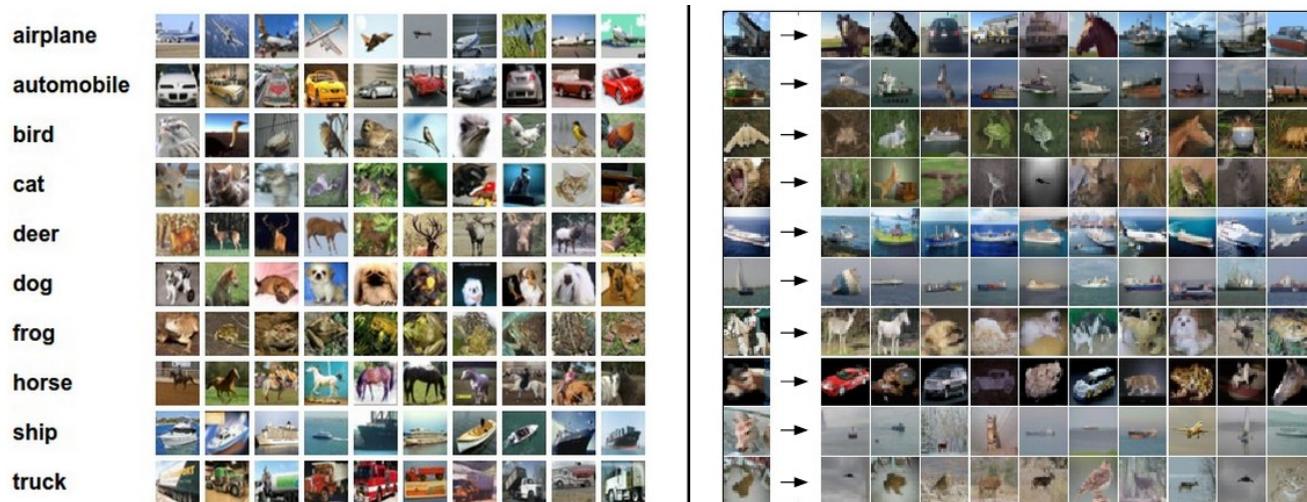 airplane
automobile
bird
cat
deer
dog
frog
horse
ship
truck